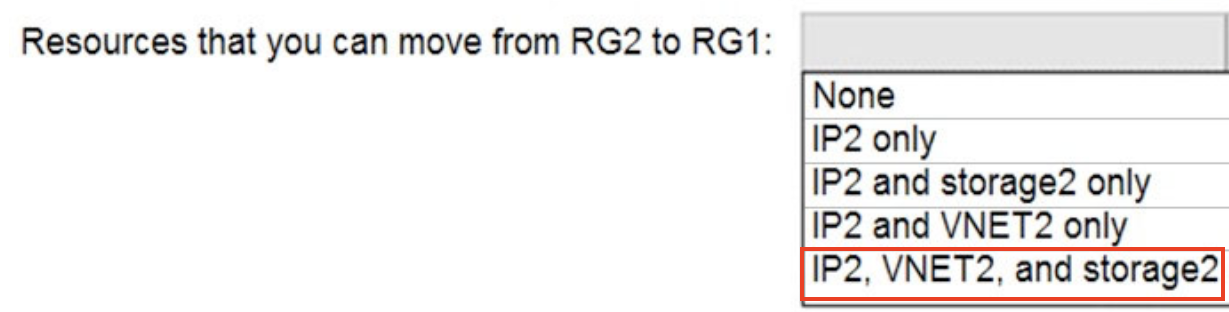 Resources that you can move from RG2 to RG1:
None
IP2 only
IP2 and storage2 only
IP2 and VNET2 only
IP2, VNET2, and storage2